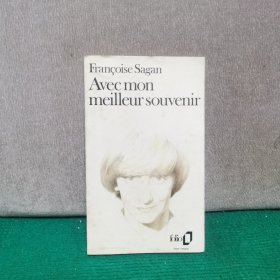 Françoise Sagan
Avec mon
meilleur souvenir
folio